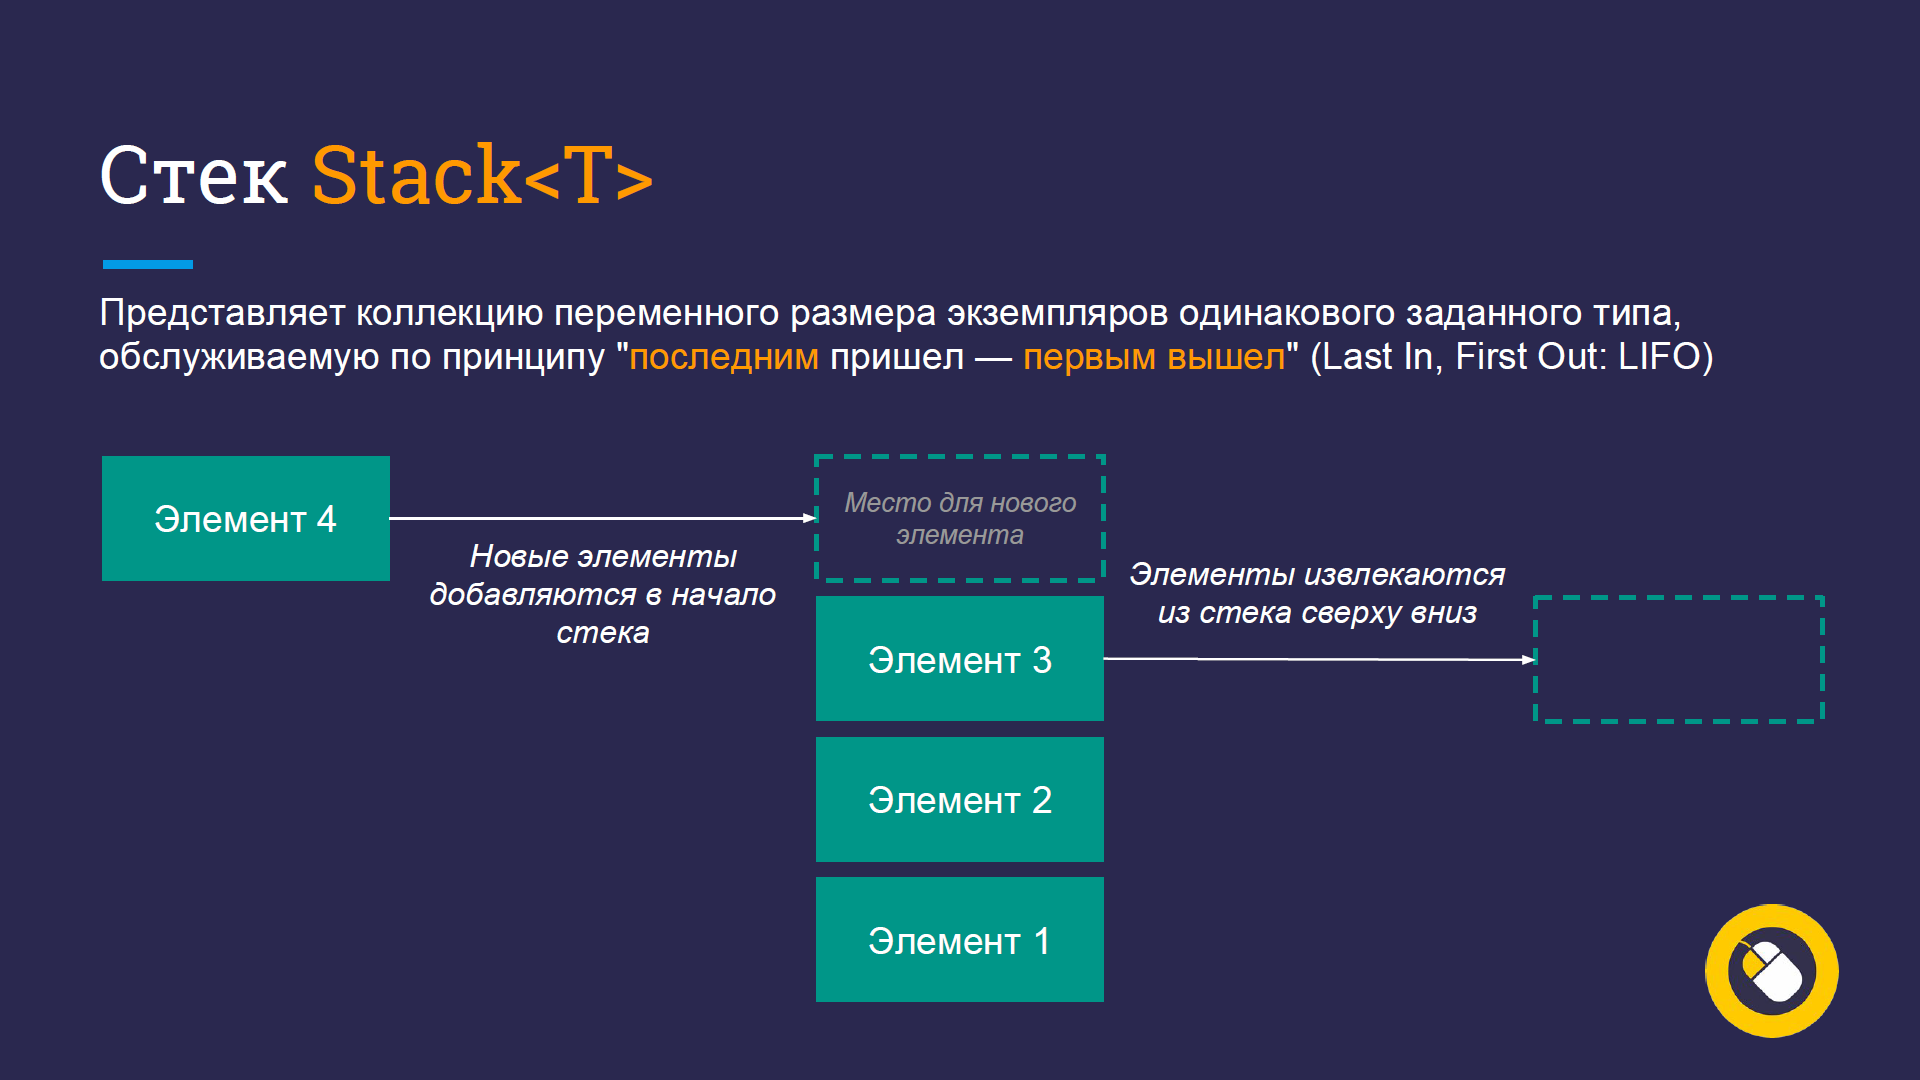 Стек Stack<T>
Представляет коллекцию переменного размера экземпляров одинакового заданного типа,
обслуживаемую по принципу "последним пришел — первым вышел" (Last In, First Out: LIFO)
Элемент 4
Новые элементы
добавляются в начало
стека
Место для нового
элемента
Элемент 3
Элемент 2
Элемент 1
Элементы извлекаются
из стека сверху вниз